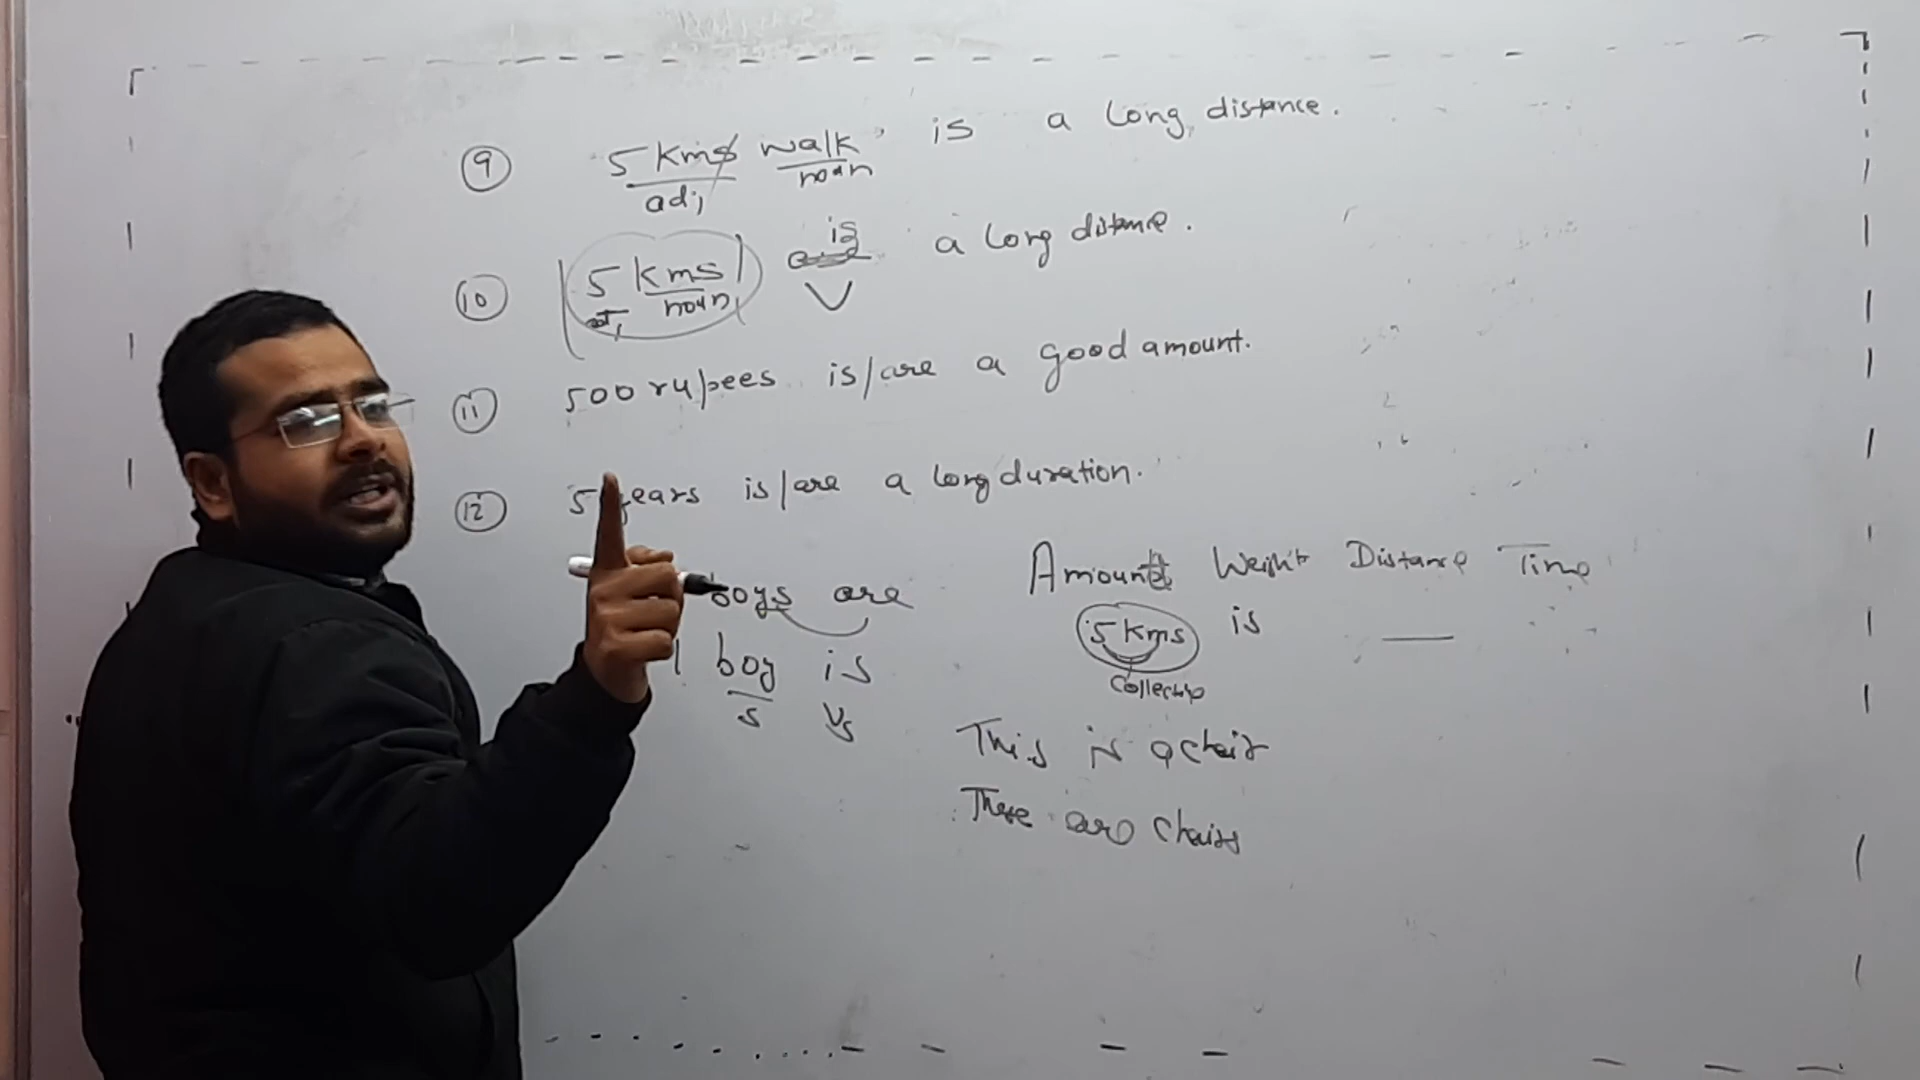 9 5 kms walk is a long distance.
adj noun
is
10 5 kms are a long distance.
noun
11 500 rupees is/are a good amount.
12 5 years is/are a long duration.
Amount Weight Distance Time
boys are
5 kms is
1 boy is
Collective
s Vs
This is a chair
These are chairs